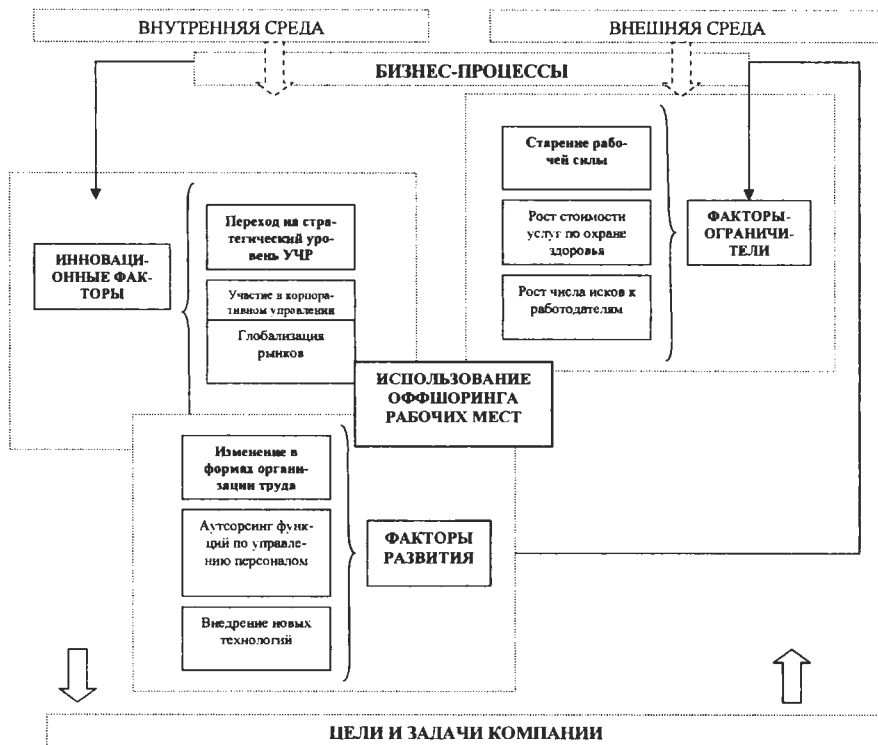 ВНУТРЕННЯЯ СРЕДА
ВНЕШНЯЯ СРЕДА
БИЗНЕС-ПРОЦЕССЫ
Старение рабо-
чей силы
Рост стоимости
услуг по охране
здоровья
Рост числа исков к
работодателям
ФАКТОРЫ-
ОГРАНИЧИ-
ТЕЛИ
ИННОВАЦИ-
ОННЫЕ ФАК-
ТОРЫ
Переход на стра-
тегический уро-
вень УЧР
Участие в корпора-
тивном управления
Глобализация
рынков
ИСПОЛЬЗОВАНИЕ
ОФФШОРИНГА
РАБОЧИХ МЕСТ
Изменение в
формах органи-
зации труда
Аутсорсинг функ-
ций по управле-
нию персоналом
Внедрение новых
технологий
ФАКТОРЫ
РАЗВИТИЯ
ЦЕЛИ И ЗАДАЧИ КОМПАНИИ